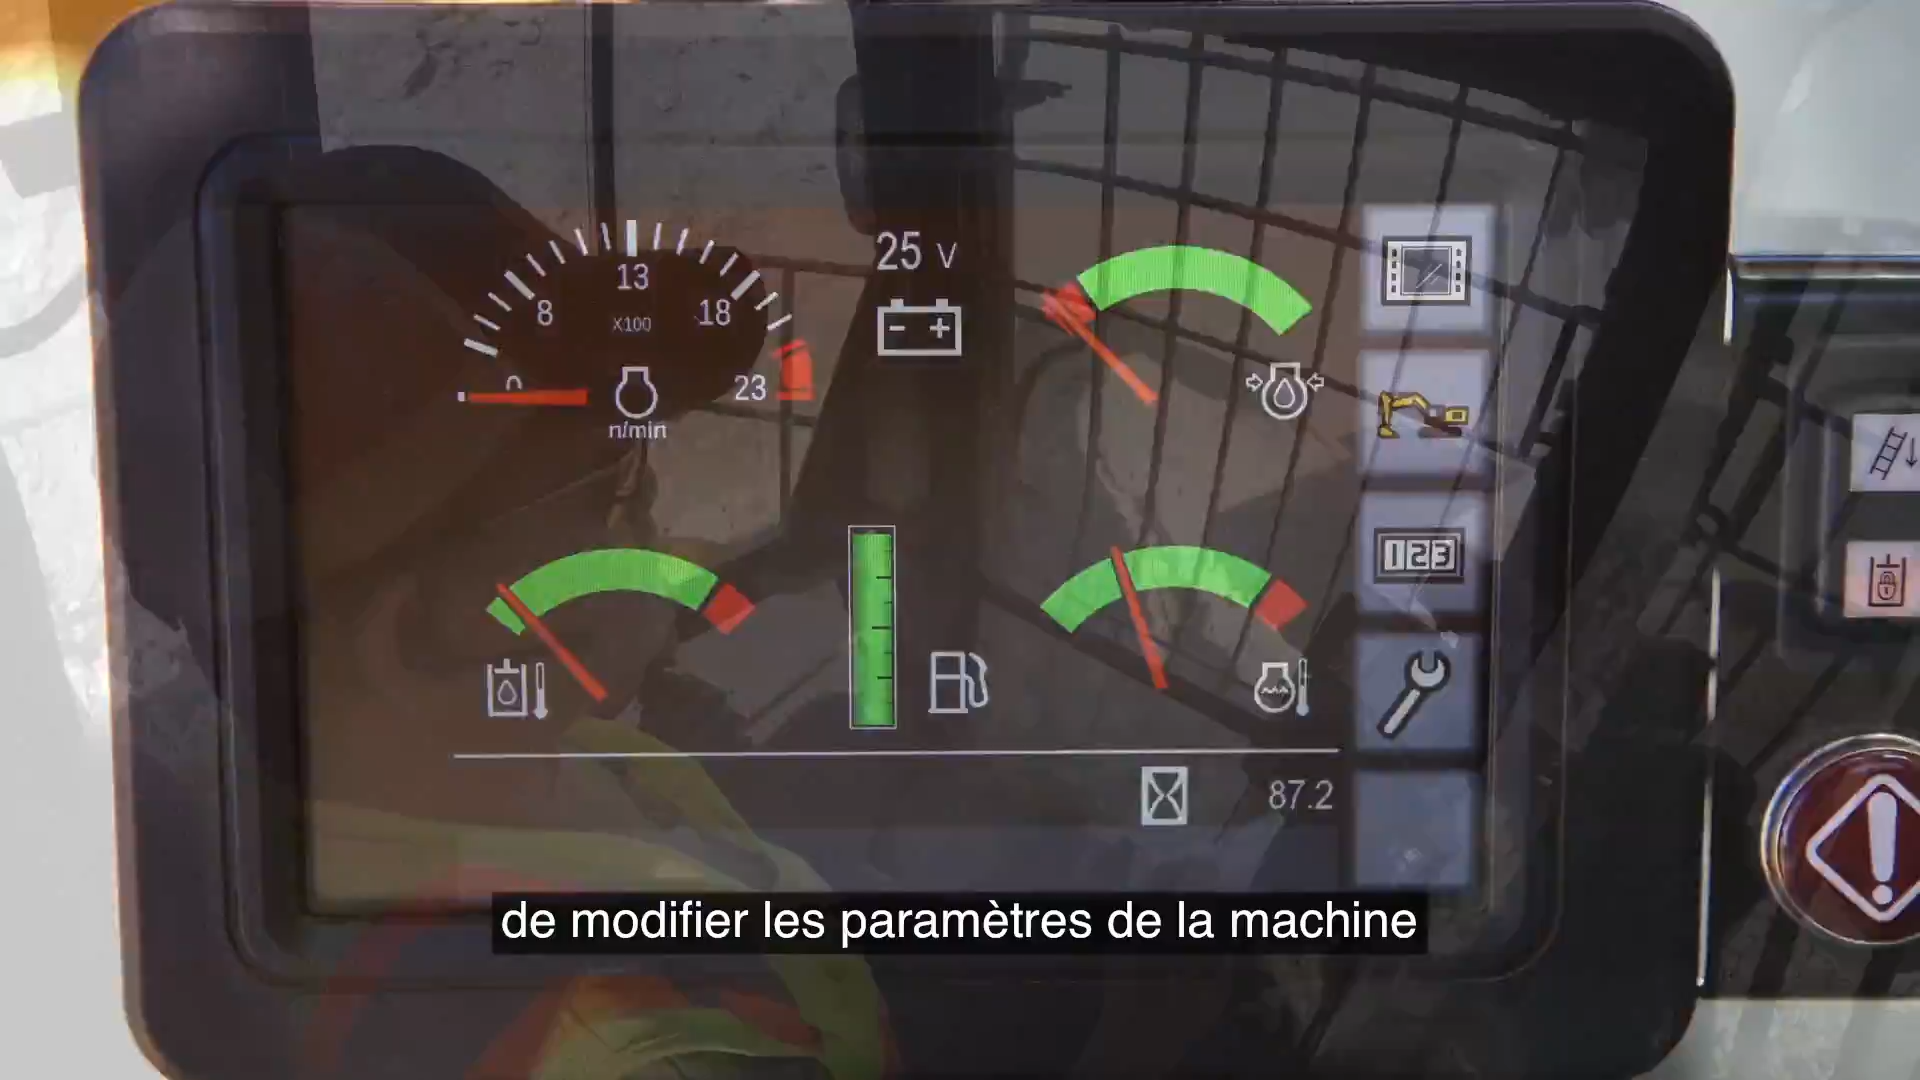 13
25 V
8
18
X100
0
23
n/min
- +
123
87.2
de modifier les paramètres de la machine